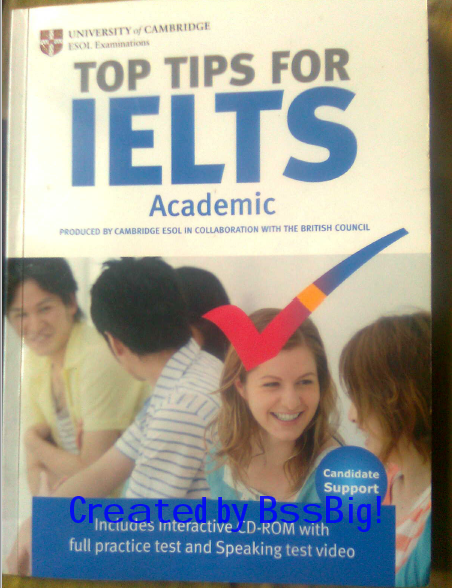 UNIVERSITY of CAMBRIDGE
ESOL Examinations
TOP TIPS FOR
IELTS
Academic
PRODUCED BY CAMBRIDGE ESOL IN COLLABORATION WITH THE BRITISH COUNCIL
Candidate
Support
Created by BssBig!
Includes Interactive CD-ROM with
full practice test and Speaking test video